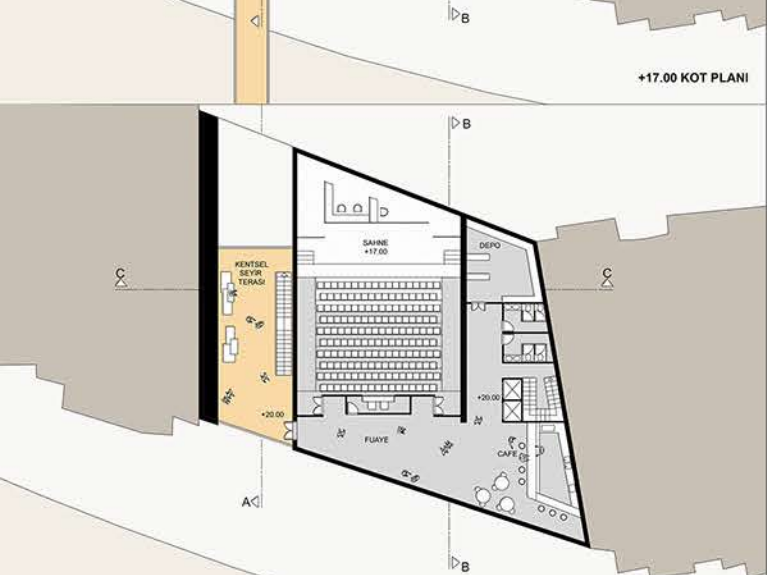 B
+17.00 KOT PLANI
B
SAHNE
+17.00
DEPO
KENTSEL
SEYİR
TERASI
C
C
+20.00
+20.00
FUAYE
CAFE
A
B